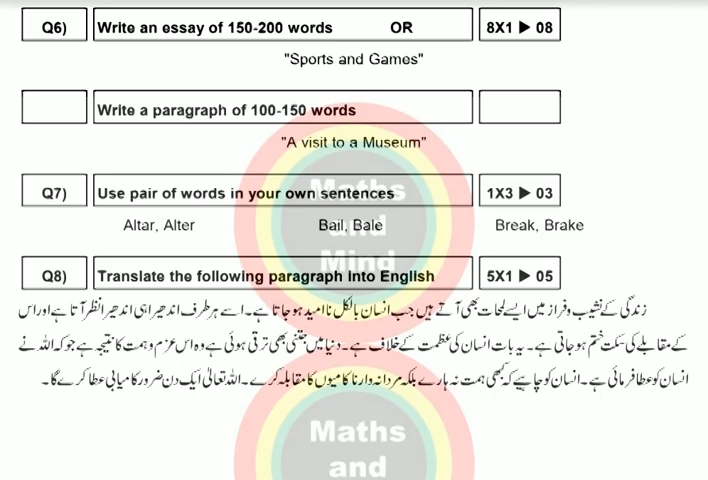 Q6) Write an essay of 150-200 words OR 8X1 ► 08
"Sports and Games"
Write a paragraph of 100-150 words
"A visit to a Museum"
Q7) Use pair of words in your own sentences 1X3 ► 03
Altar, Alter Bail, Bale Break, Brake
Q8) Translate the following paragraph Into English 5X1 ► 05
زندگی کے نشیب و فراز میں ایسے لمحات بھی آتے ہیں جب انسان بالکل ناامید ہو جاتا ہے۔ اسے ہر طرف اندھیرا ہی اندھیرا نظر آتا ہے اور اس
کے مقابلے کی سکت ختم ہو جاتی ہے۔ یہ بات انسان کی عظمت کے خلاف ہے۔ دنیا میں جتنی بھی ترقی ہوئی ہے وہ اس عزم و ہمت کا نتیجہ ہے جو کہ اللہ نے
انسان کو عطا فرمائی ہے۔ انسان کو چاہیے کہ کبھی ہمت نہ ہارے بلکہ مردانہ وار ناکامیوں کا مقابلہ کرے۔ اللہ تعالیٰ ایک دن ضرور کامیابی عطا کرے گا۔
Maths
and
Mind
Maths
and